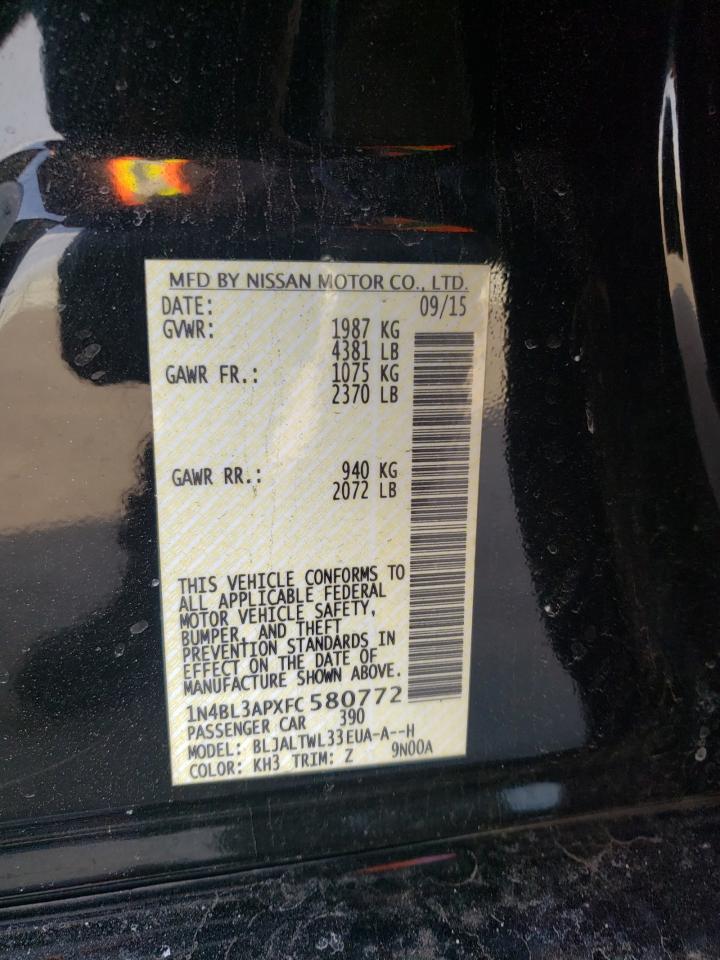 MFD BY NISSAN MOTOR CO., LTD.
DATE: 09/15
GVWR: 1987 KG
4381 LB
GAWR FR.: 1075 KG
2370 LB
GAWR RR.: 940 KG
2072 LB
THIS VEHICLE CONFORMS TO
ALL APPLICABLE FEDERAL
MOTOR VEHICLE SAFETY,
BUMPER, AND THEFT
PREVENTION STANDARDS IN
EFFECT ON THE DATE OF
MANUFACTURE SHOWN ABOVE.
1N4BL3APXFC580772
PASSENGER CAR 390
MODEL: BLJALTWL33EUA-A--H
COLOR: KH3 TRIM: Z 9N00A